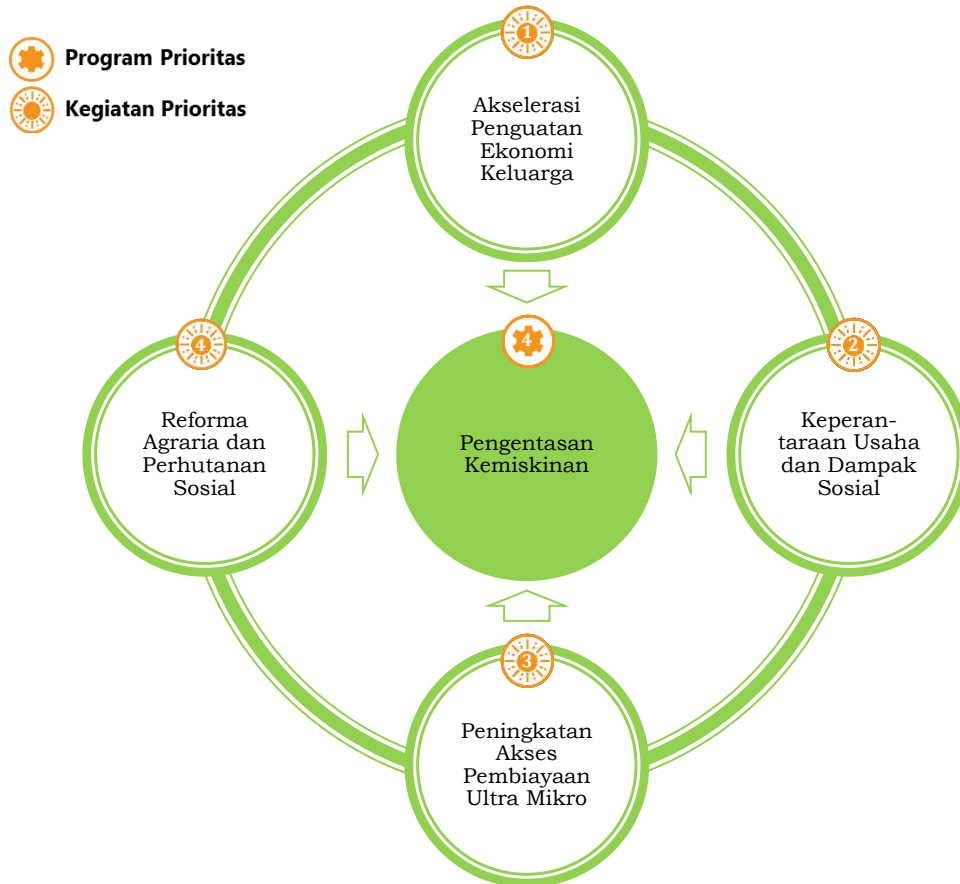 Program Prioritas
Kegiatan Prioritas
1
Akselerasi
Penguatan
Ekonomi
Keluarga
4
Reforma
Agraria dan
Perhutanan
Sosial
4
Pengentasan
Kemiskinan
2
Keperan-
taraan Usaha
dan Dampak
Sosial
3
Peningkatan
Akses
Pembiayaan
Ultra Mikro